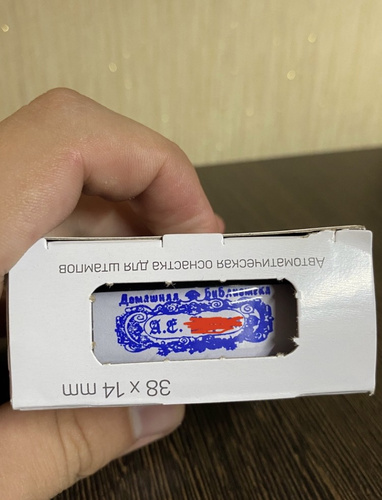 Автоматическая оснастка для штампов
Домашняя Библиотека
А.Е.
38 x 14 mm